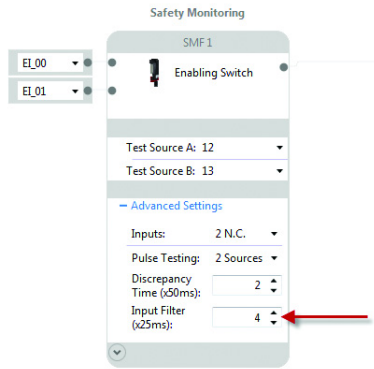 Safety Monitoring
SMF 1
EI_00
Enabling Switch
EI_01
Test Source A: 12
Test Source B: 13
Advanced Settings
Inputs: 2 N.C.
Pulse Testing: 2 Sources
Discrepancy
Time (x50ms): 2
Input Filter
(x25ms): 4